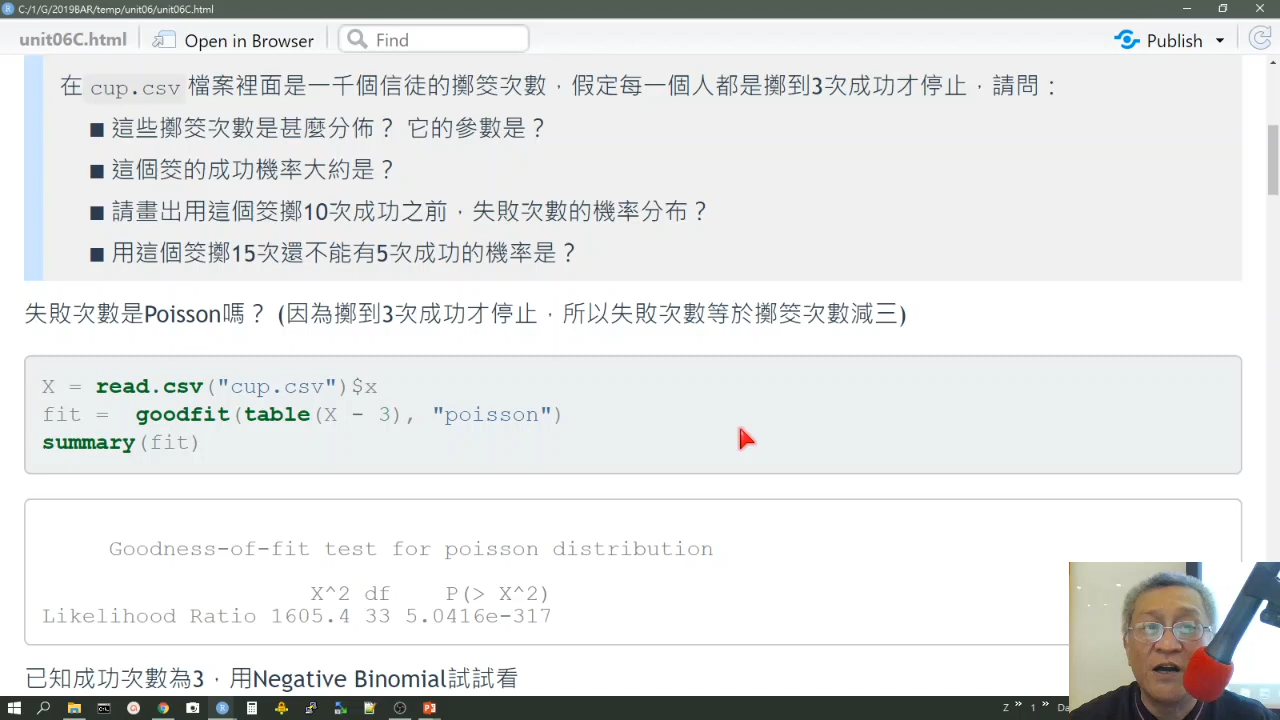 C:/1/G/2019BAR/temp/unit06/unit06C.html
unit06C.html Open in Browser Find Publish
在 cup.csv 檔案裡面是一千個信徒的擲筊次數，假定每一個人都是擲到3次成功才停止，請問：
■ 這些擲筊次數是甚麼分佈？ 它的參數是？
■ 這個筊的成功機率大約是？
■ 請畫出用這個筊擲10次成功之前，失敗次數的機率分布？
■ 用這個筊擲15次還不能有5次成功的機率是？
失敗次數是Poisson嗎？ (因為擲到3次成功才停止，所以失敗次數等於擲筊次數減三)
X = read.csv("cup.csv")$x
fit =  goodfit(table(X - 3), "poisson")
summary(fit)
Goodness-of-fit test for poisson distribution
X^2 df P(> X^2)
Likelihood Ratio 1605.4 33 5.0416e-317
已知成功次數為3，用Negative Binomial試試看
Z » 1 » Da